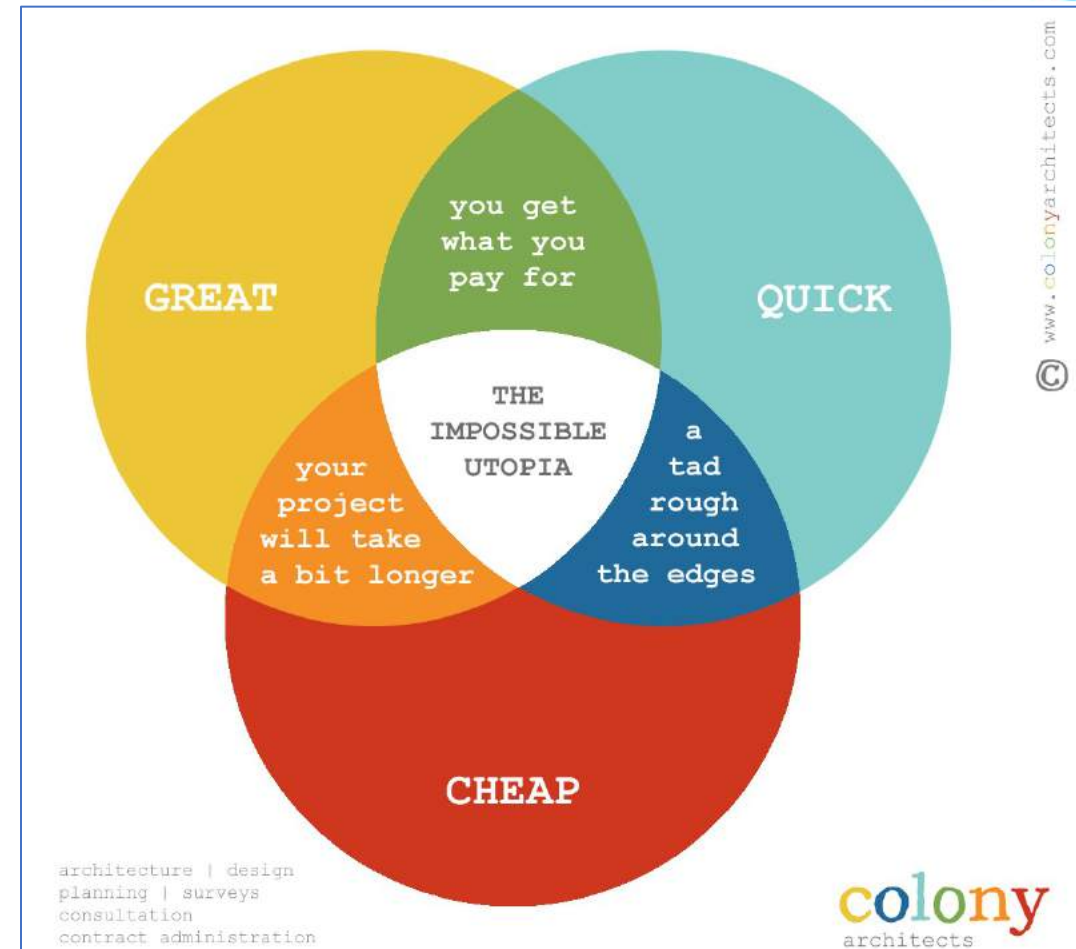 you get
what you
pay for
GREAT
QUICK
THE
IMPOSSIBLE
UTOPIA
your
project
will take
a bit longer
a
tad
rough
around
the edges
CHEAP
architecture | design
planning | surveys
consultation
contract administration
colony
architects
© www.colonyarchitects.com